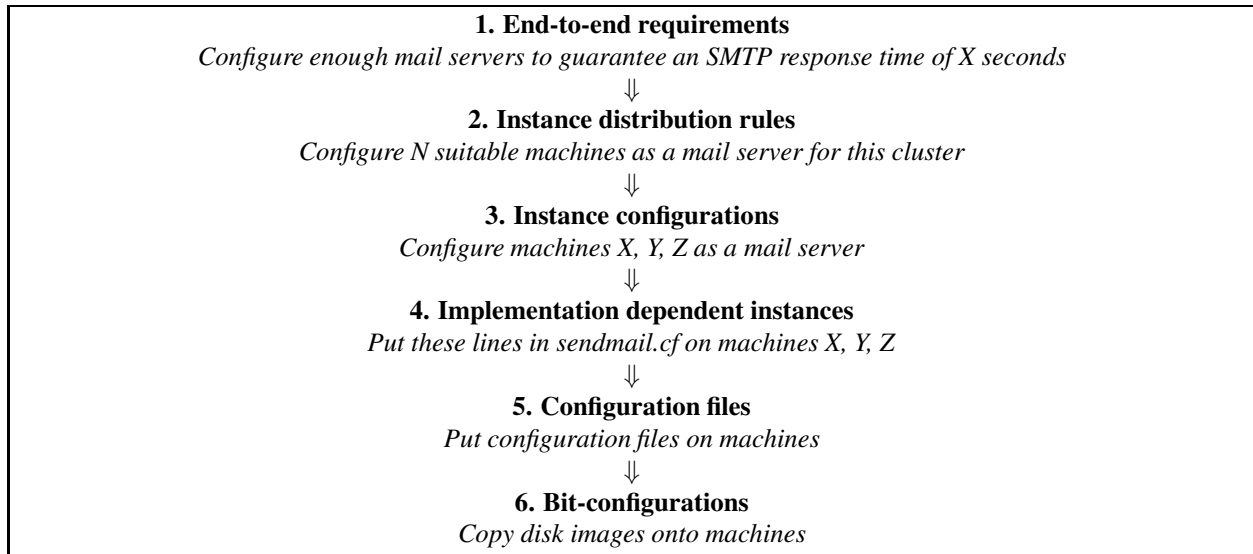 1. End-to-end requirements
Configure enough mail servers to guarantee an SMTP response time of X seconds
⇓
2. Instance distribution rules
Configure N suitable machines as a mail server for this cluster
⇓
3. Instance configurations
Configure machines X, Y, Z as a mail server
⇓
4. Implementation dependent instances
Put these lines in sendmail.cf on machines X, Y, Z
⇓
5. Configuration files
Put configuration files on machines
⇓
6. Bit-configurations
Copy disk images onto machines